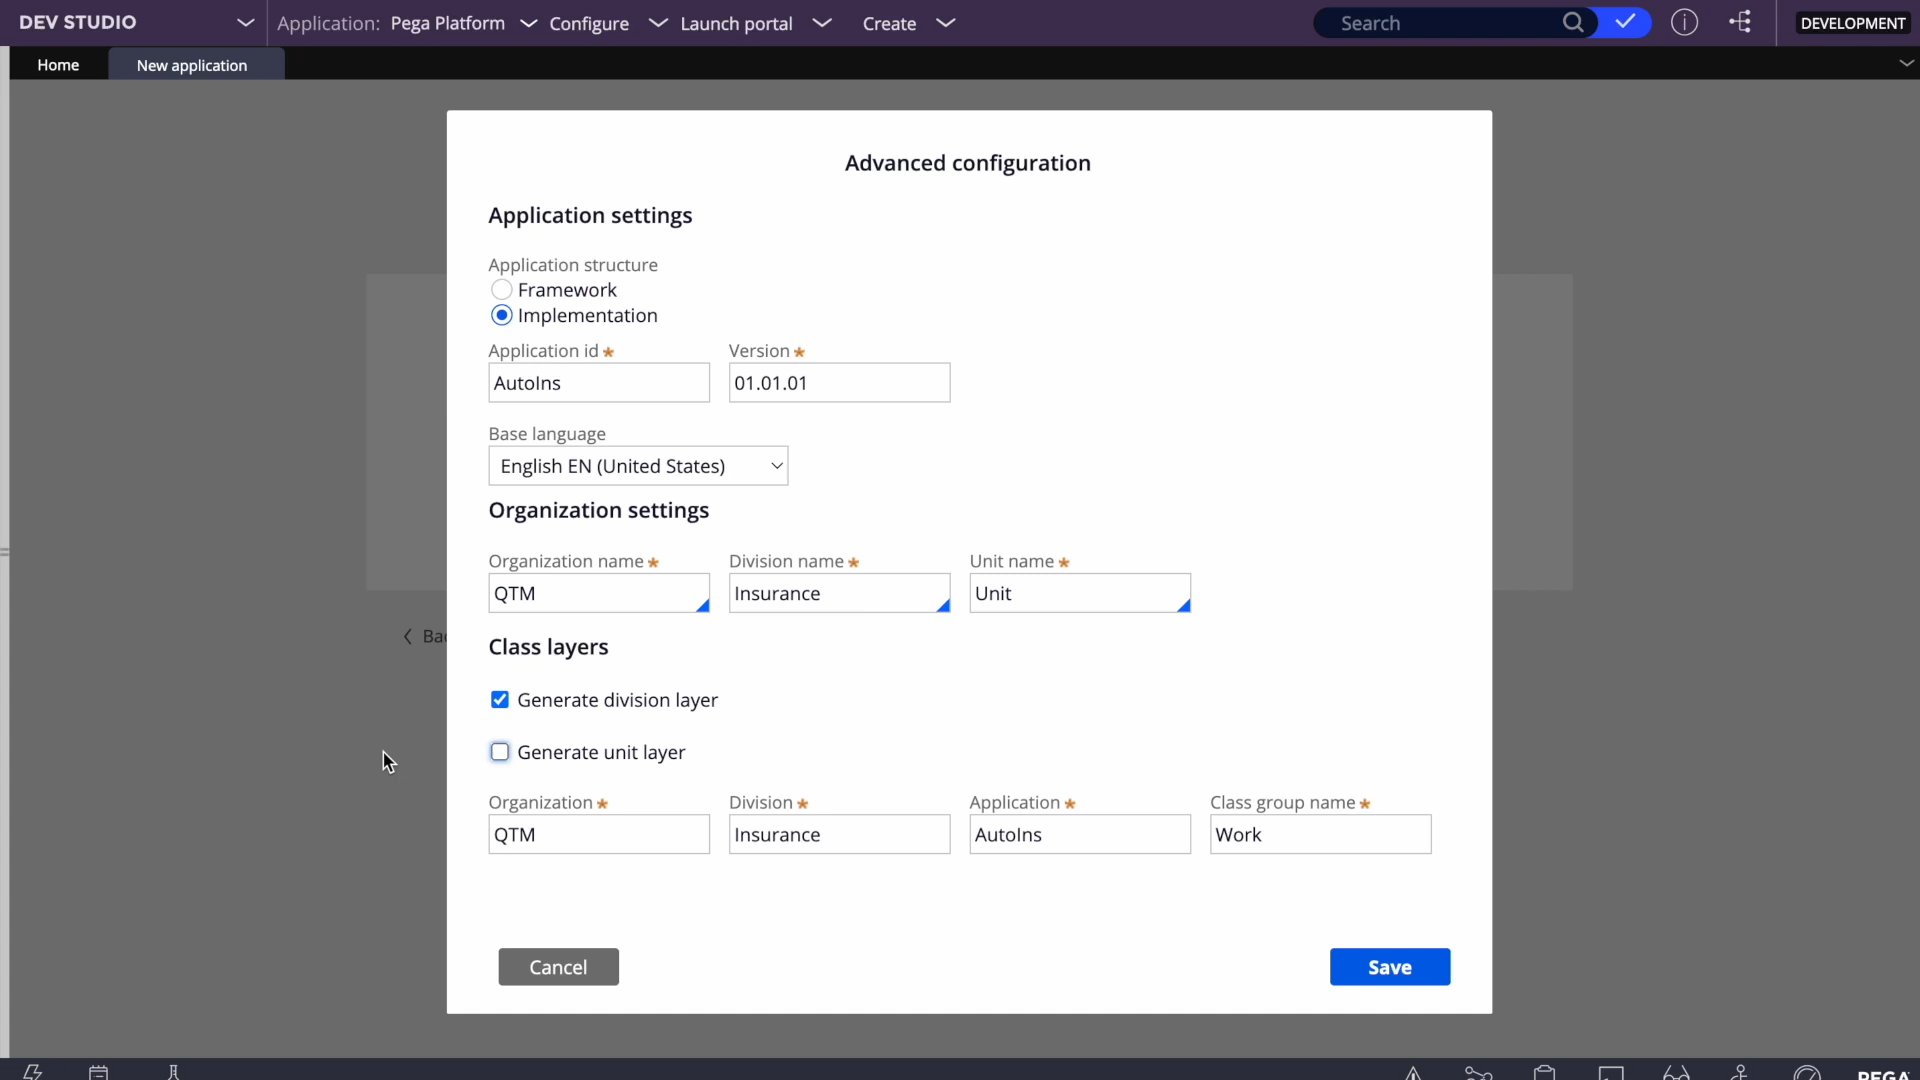 DEV STUDIO Application: Pega Platform Configure Launch portal Create Search DEVELOPMENT
Home New application
Advanced configuration
Application settings
Application structure
Framework
Implementation
Application id * Version *
AutoIns 01.01.01
Base language
English EN (United States)
Organization settings
Organization name * Division name * Unit name *
QTM Insurance Unit
Class layers
Generate division layer
Generate unit layer
Organization * Division * Application * Class group name *
QTM Insurance AutoIns Work
Cancel Save
PEGA